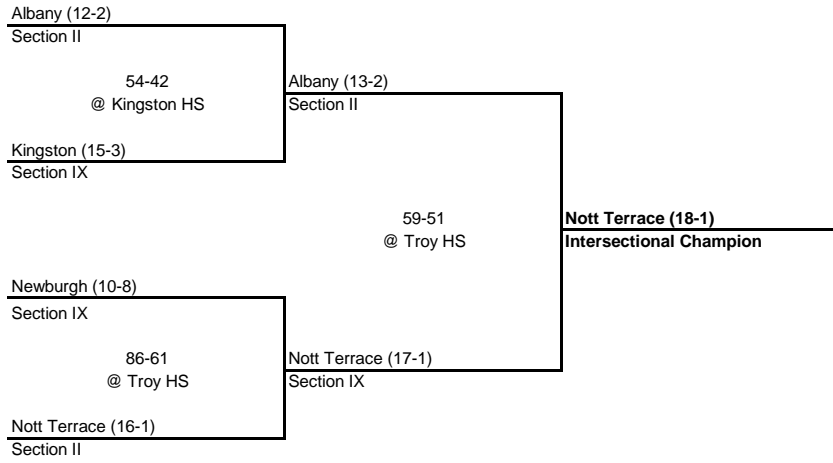 Albany (12-2)
Section II
54-42
@ Kingston HS
Albany (13-2)
Section II
Kingston (15-3)
Section IX
59-51
@ Troy HS
Nott Terrace (18-1)
Intersectional Champion
Newburgh (10-8)
Section IX
86-61
@ Troy HS
Nott Terrace (17-1)
Section IX
Nott Terrace (16-1)
Section II